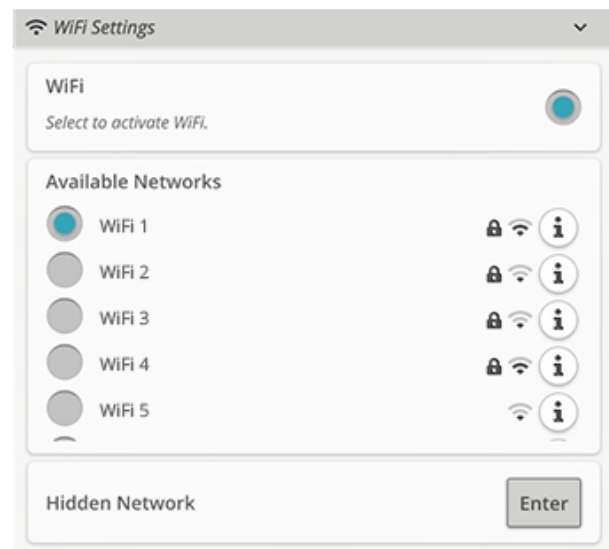 WiFi Settings
WiFi
Select to activate WiFi.
Available Networks
WiFi 1
WiFi 2
WiFi 3
WiFi 4
WiFi 5
Hidden Network
Enter